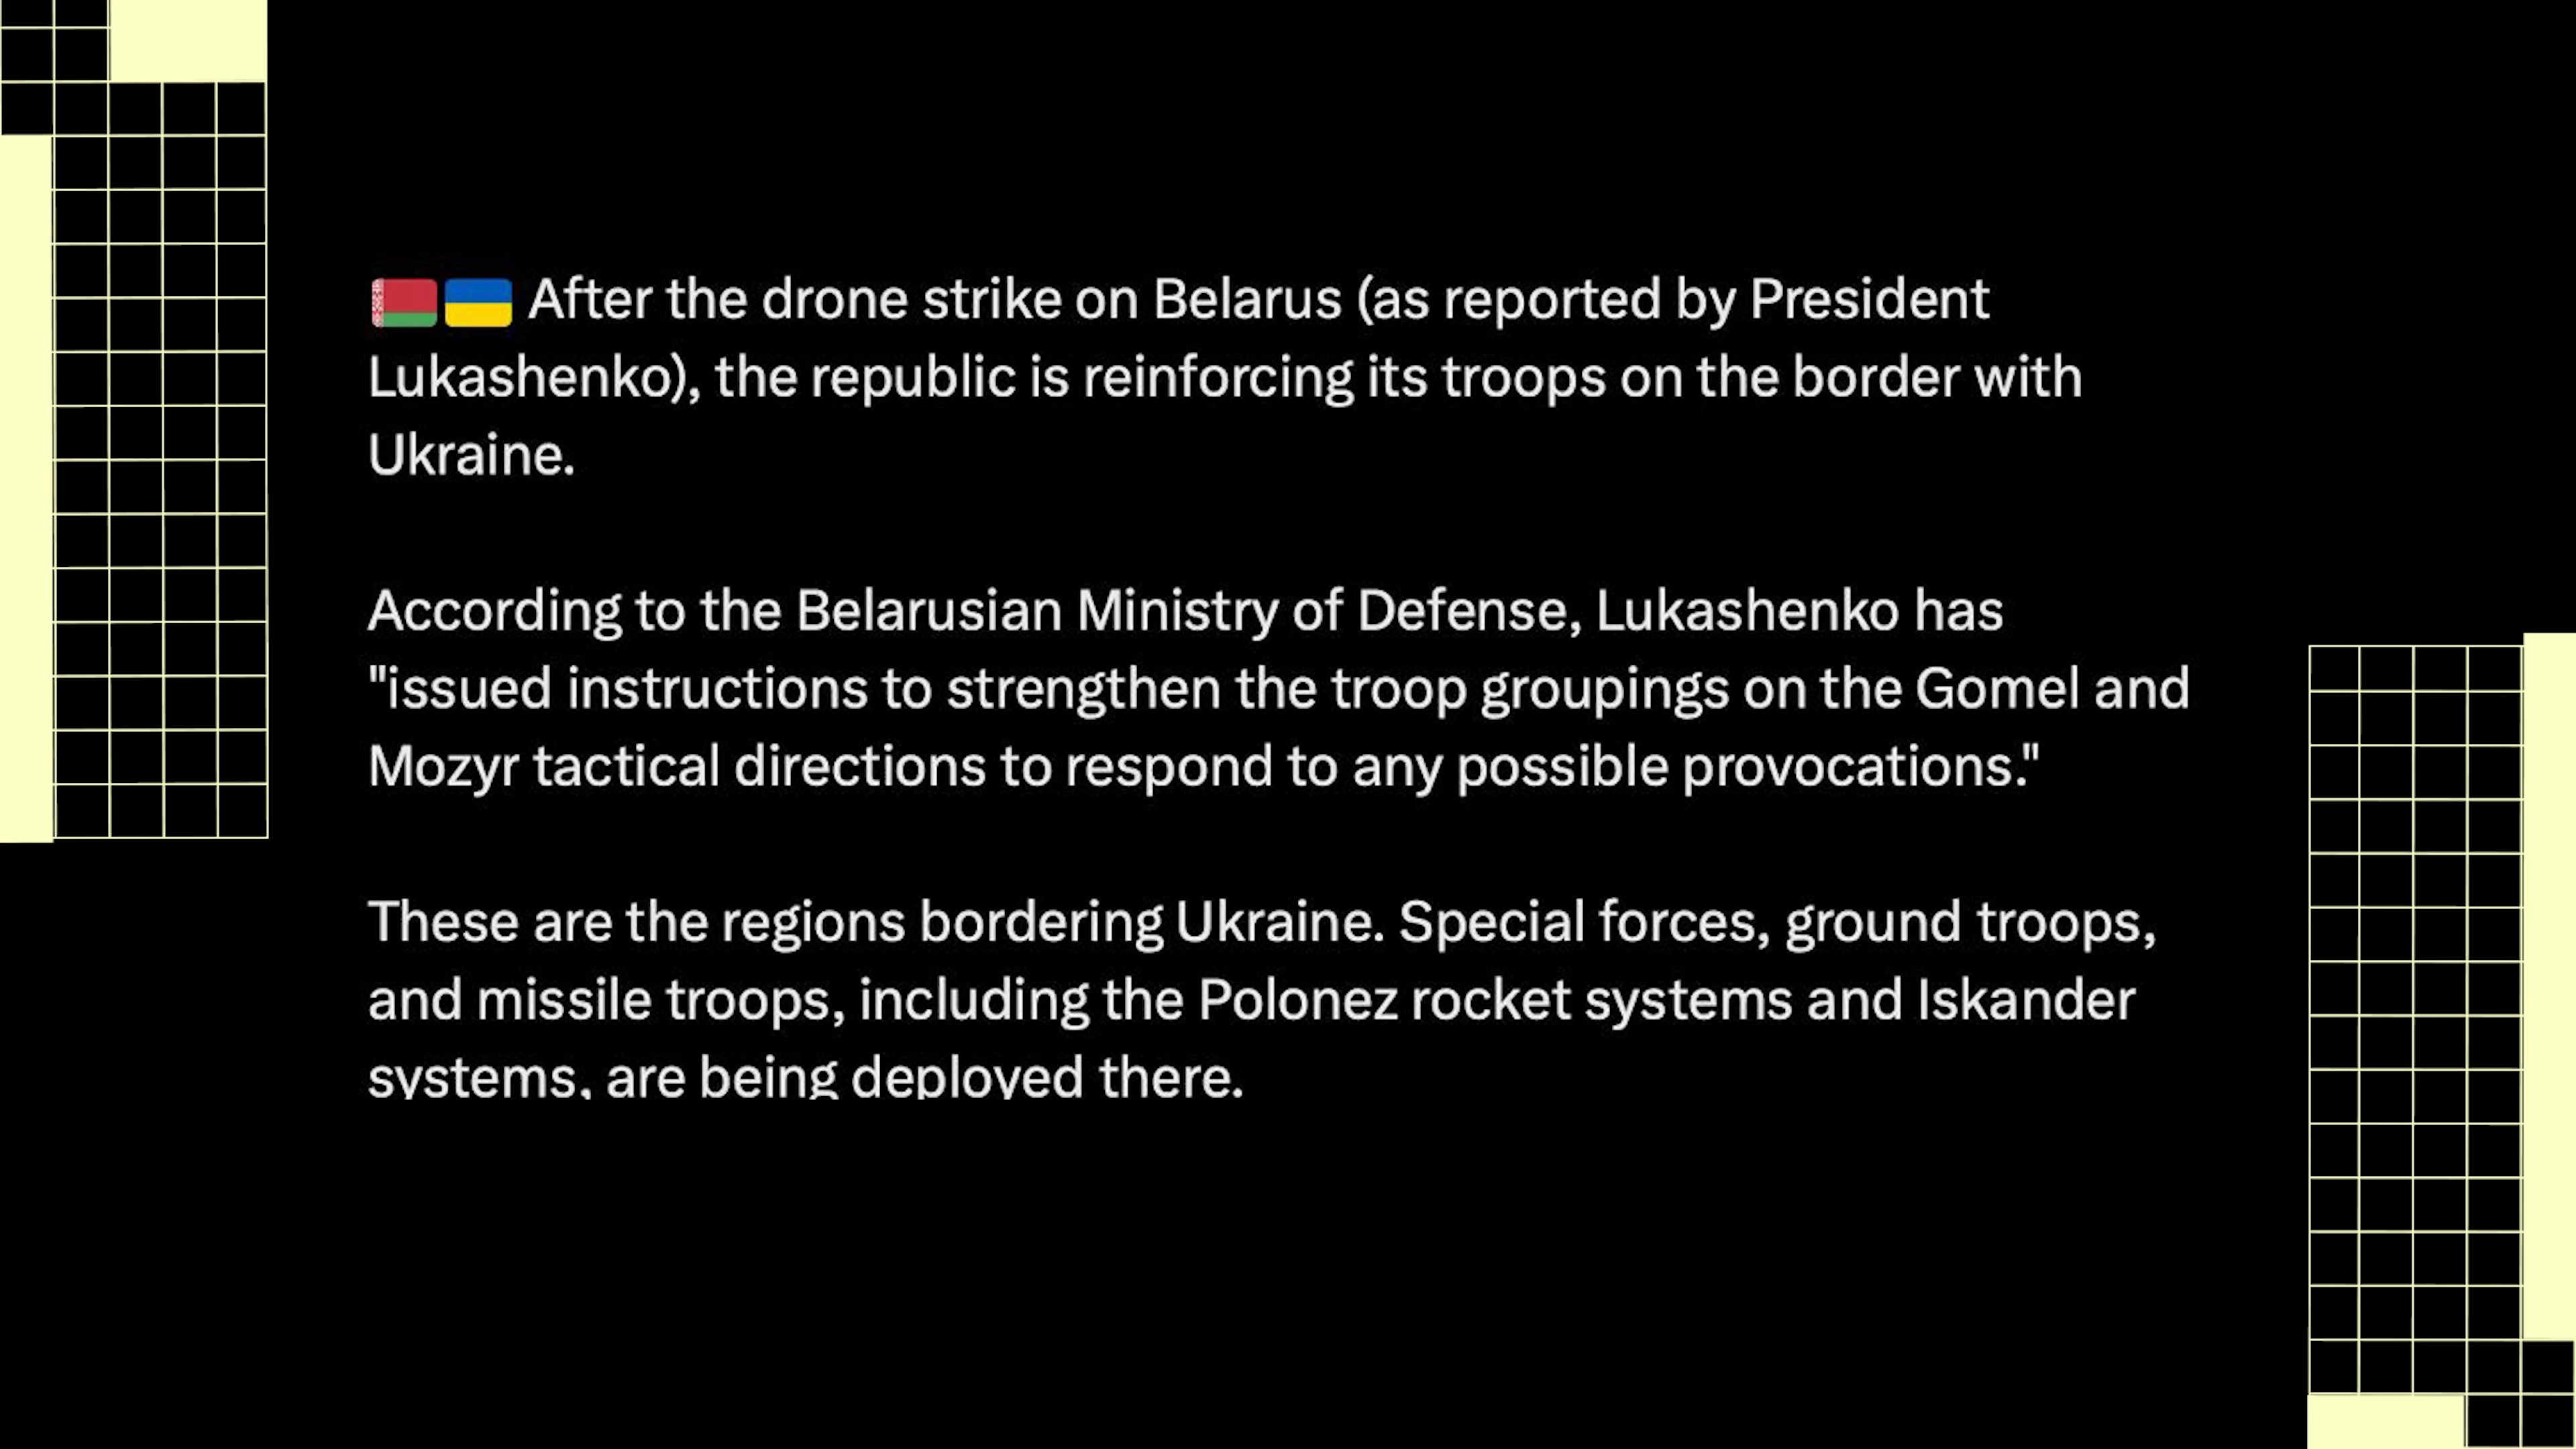 🇧🇾🇺🇦 After the drone strike on Belarus (as reported by President
Lukashenko), the republic is reinforcing its troops on the border with
Ukraine.
According to the Belarusian Ministry of Defense, Lukashenko has
"issued instructions to strengthen the troop groupings on the Gomel and
Mozyr tactical directions to respond to any possible provocations."
These are the regions bordering Ukraine. Special forces, ground troops,
and missile troops, including the Polonez rocket systems and Iskander
systems, are being deployed there.